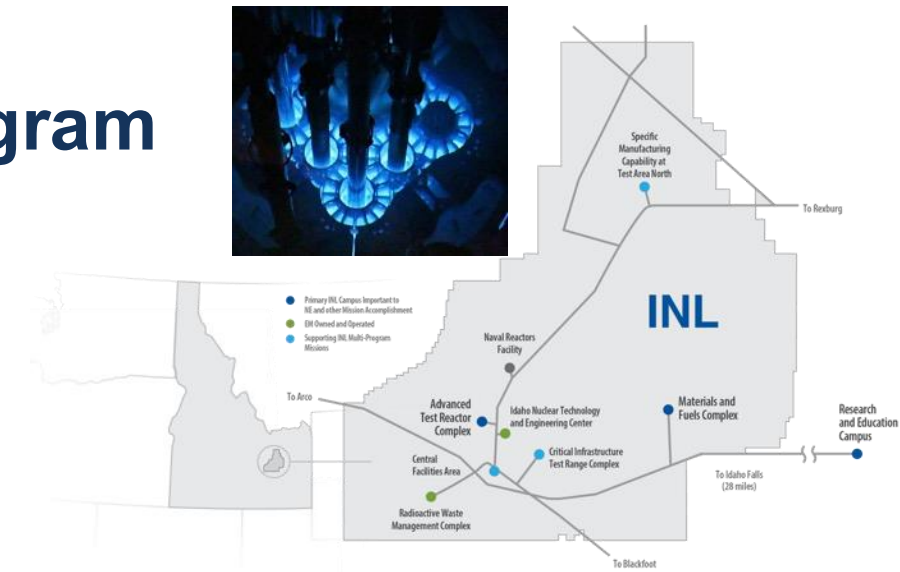 gram
Specific
Manufacturing
Capability at
Test Area North
To Rexburg
INL
Primary INL Campus Important to
NE and other Mission Accomplishment
EM Owned and Operated
Supporting INL Multi-Program
Missions
Naval Reactors
Facility
To Arco
Advanced
Test Reactor
Complex
Idaho Nuclear Technology
and Engineering Center
Materials and
Fuels Complex
Research
and Education
Campus
Central
Facilities Area
Critical Infrastructure
Test Range Complex
To Idaho Falls
(28 miles)
Radioactive Waste
Management Complex
To Blackfoot